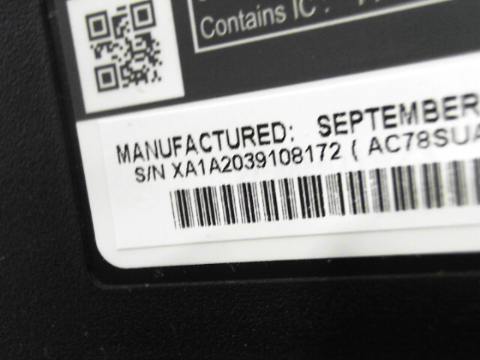 Contains IC :
MANUFACTURED: SEPTEMBER
S/N XA1A2039108172 ( AC78SUA